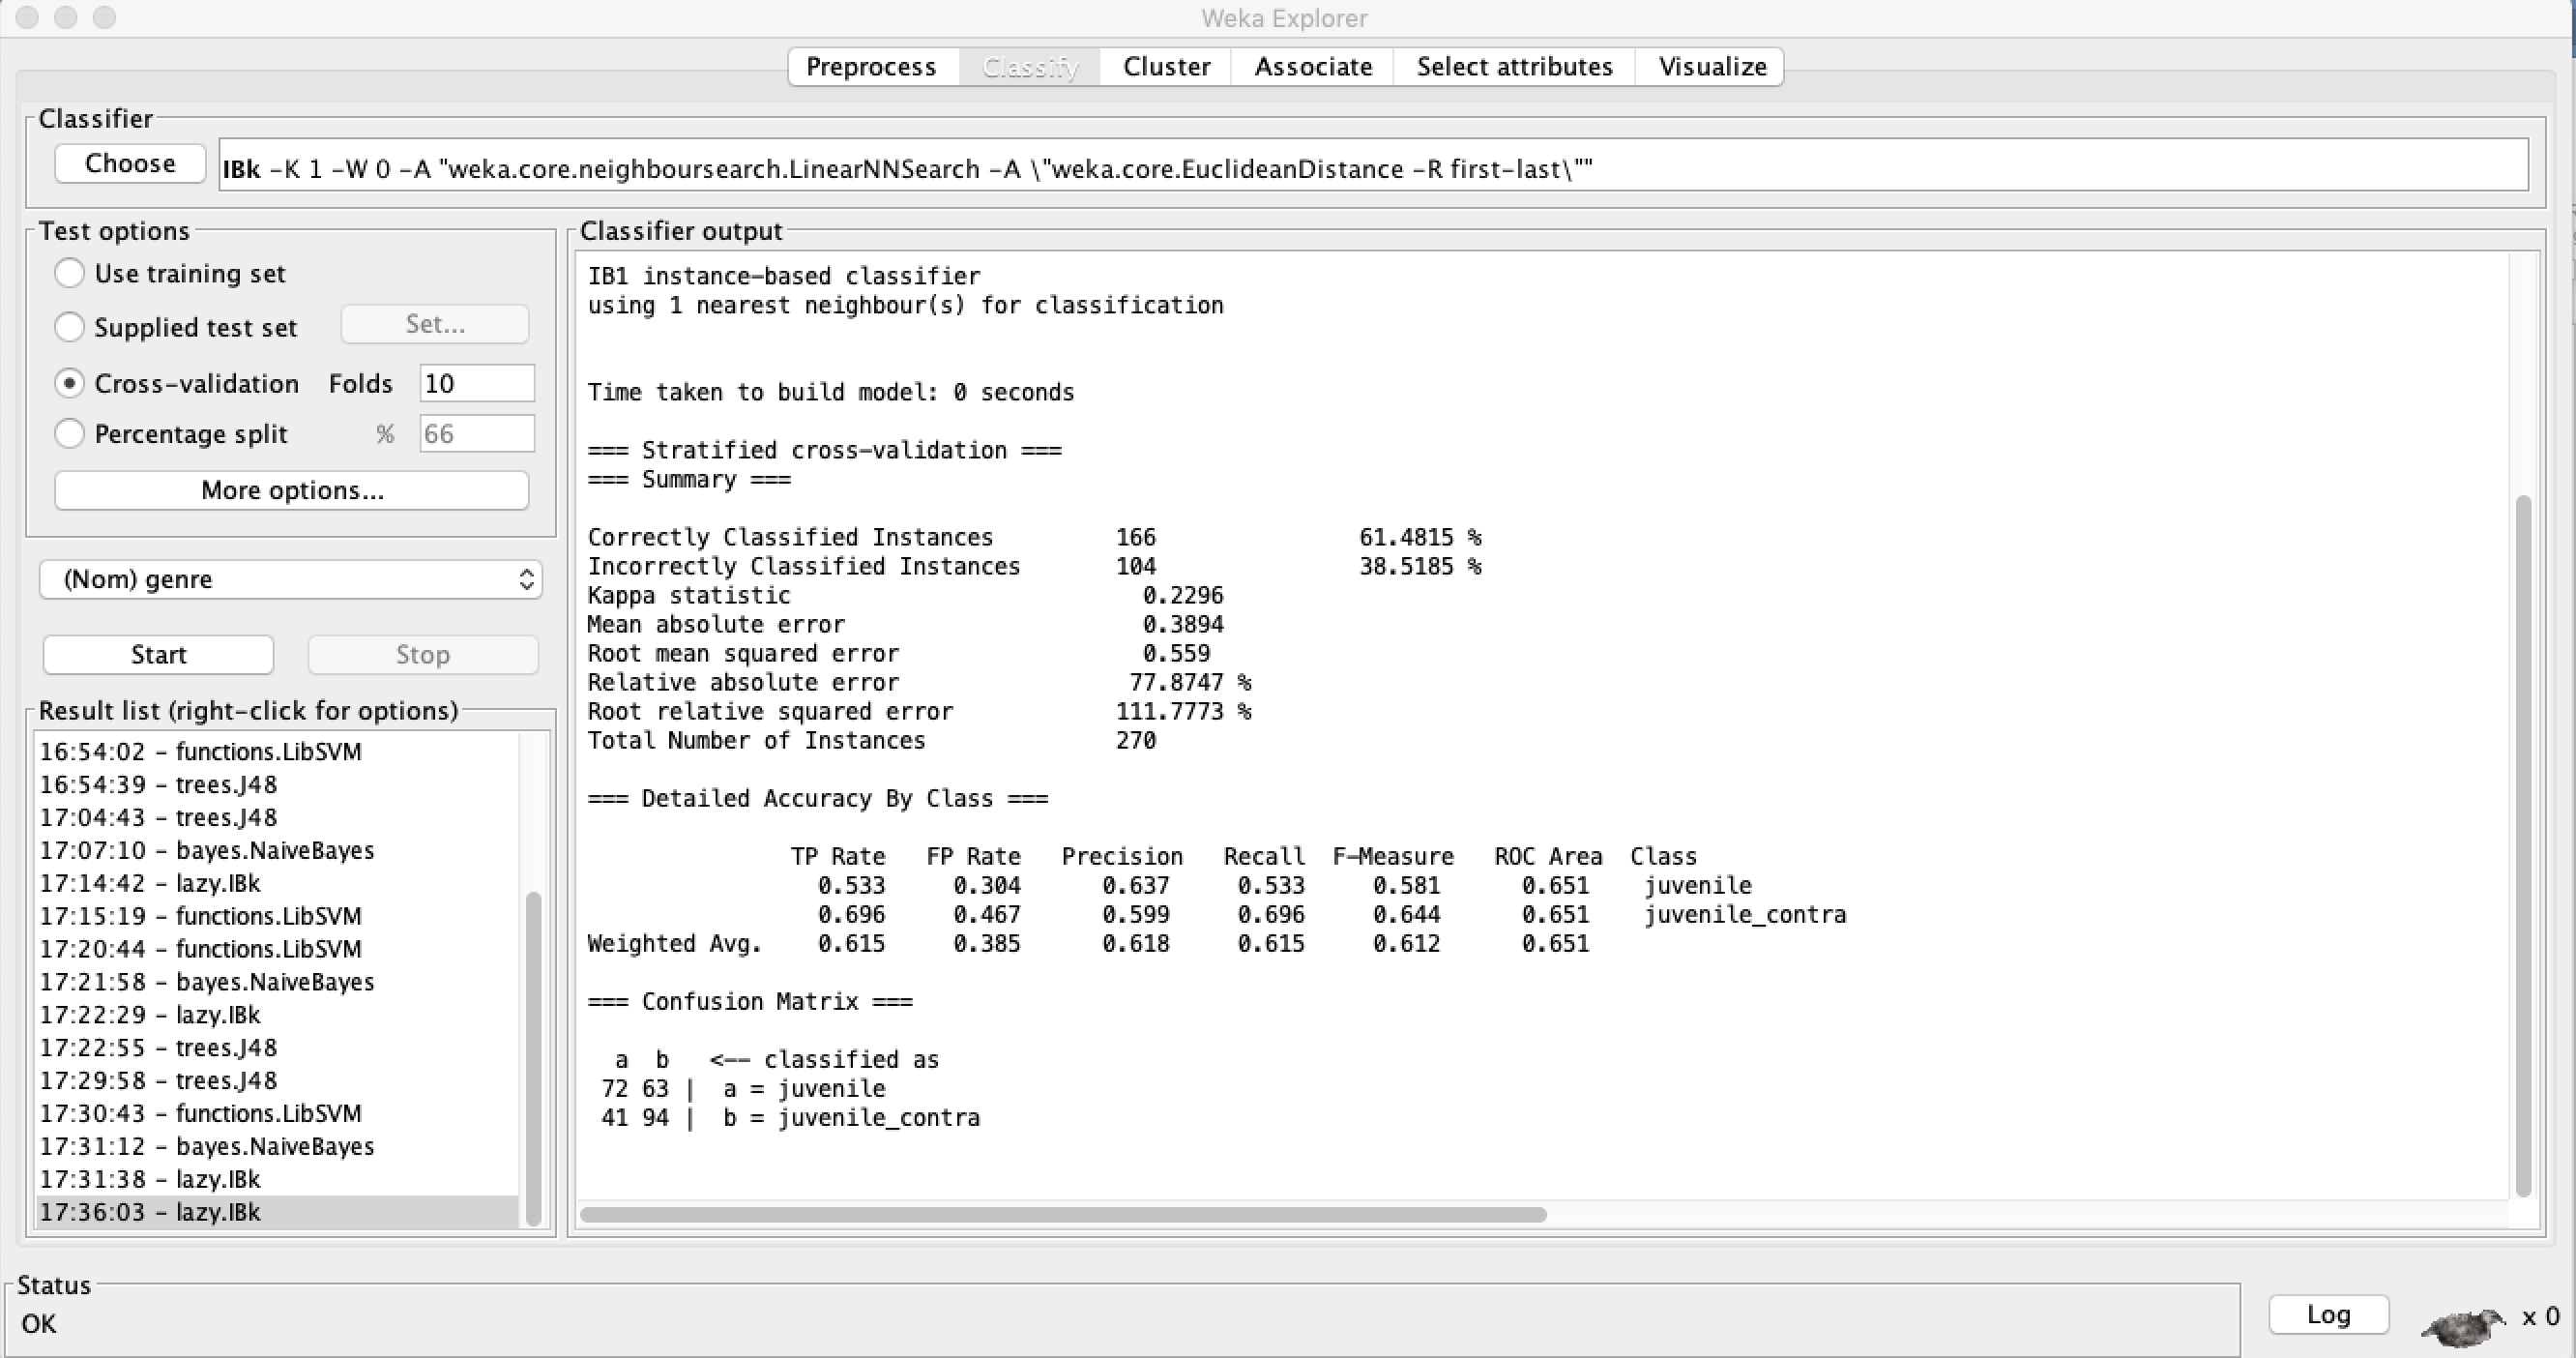 Weka Explorer
Preprocess Classify Cluster Associate Select attributes Visualize
Classifier
Choose IBk -K 1 -W 0 -A "weka.core.neighboursearch.LinearNNSearch -A \"weka.core.EuclideanDistance -R first-last\""
Test options
Use training set
Supplied test set Set...
Cross-validation Folds 10
Percentage split % 66
More options...
(Nom) genre
Start Stop
Result list (right-click for options)
16:54:02 - functions.LibSVM
16:54:39 - trees.J48
17:04:43 - trees.J48
17:07:10 - bayes.NaiveBayes
17:14:42 - lazy.IBk
17:15:19 - functions.LibSVM
17:20:44 - functions.LibSVM
17:21:58 - bayes.NaiveBayes
17:22:29 - lazy.IBk
17:22:55 - trees.J48
17:29:58 - trees.J48
17:30:43 - functions.LibSVM
17:31:12 - bayes.NaiveBayes
17:31:38 - lazy.IBk
17:36:03 - lazy.IBk
Classifier output
IB1 instance-based classifier
using 1 nearest neighbour(s) for classification
Time taken to build model: 0 seconds
=== Stratified cross-validation ===
=== Summary ===
Correctly Classified Instances 166 61.4815 %
Incorrectly Classified Instances 104 38.5185 %
Kappa statistic 0.2296
Mean absolute error 0.3894
Root mean squared error 0.559
Relative absolute error 77.8747 %
Root relative squared error 111.7773 %
Total Number of Instances 270
=== Detailed Accuracy By Class ===
TP Rate FP Rate Precision Recall F-Measure ROC Area Class
0.533 0.304 0.637 0.533 0.581 0.651 juvenile
0.696 0.467 0.599 0.696 0.644 0.651 juvenile_contra
Weighted Avg. 0.615 0.385 0.618 0.615 0.612 0.651
=== Confusion Matrix ===
a b <-- classified as
72 63 | a = juvenile
41 94 | b = juvenile_contra
Status
OK
Log x 0